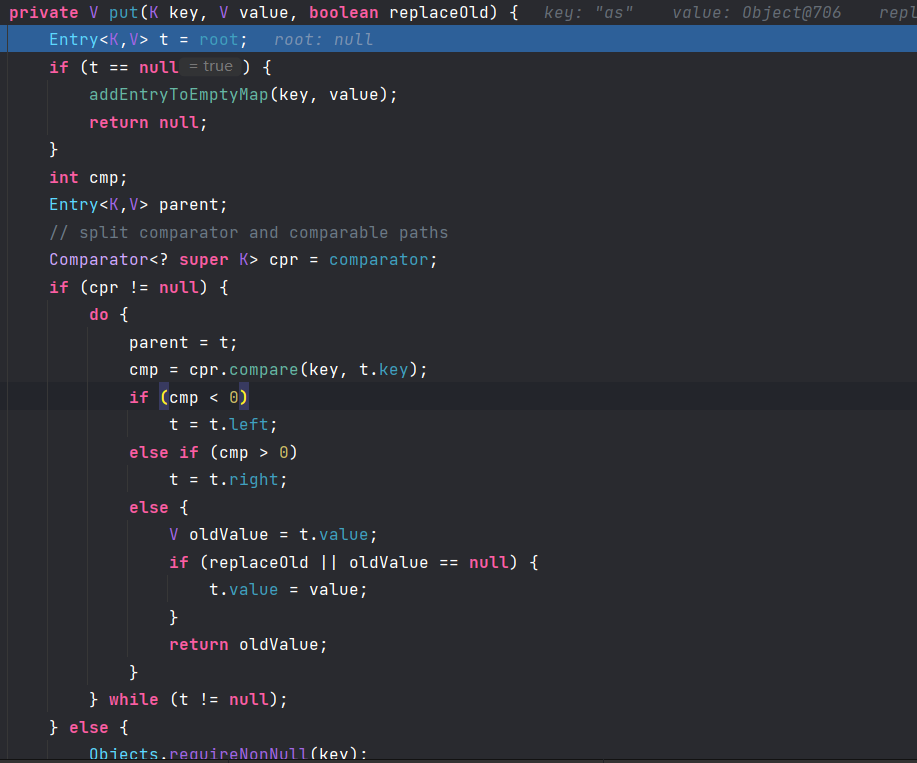 private V put(K key, V value, boolean replaceOld) {   key: "as"    value: Object@706    repl
    Entry<K,V> t = root;   root: null
    if (t == null = true ) {
        addEntryToEmptyMap(key, value);
        return null;
    }
    int cmp;
    Entry<K,V> parent;
    // split comparator and comparable paths
    Comparator<? super K> cpr = comparator;
    if (cpr != null) {
        do {
            parent = t;
            cmp = cpr.compare(key, t.key);
            if (cmp < 0)
                t = t.left;
            else if (cmp > 0)
                t = t.right;
            else {
                V oldValue = t.value;
                if (replaceOld || oldValue == null) {
                    t.value = value;
                }
                return oldValue;
            }
        } while (t != null);
    } else {
        Objects.requireNonNull(key);